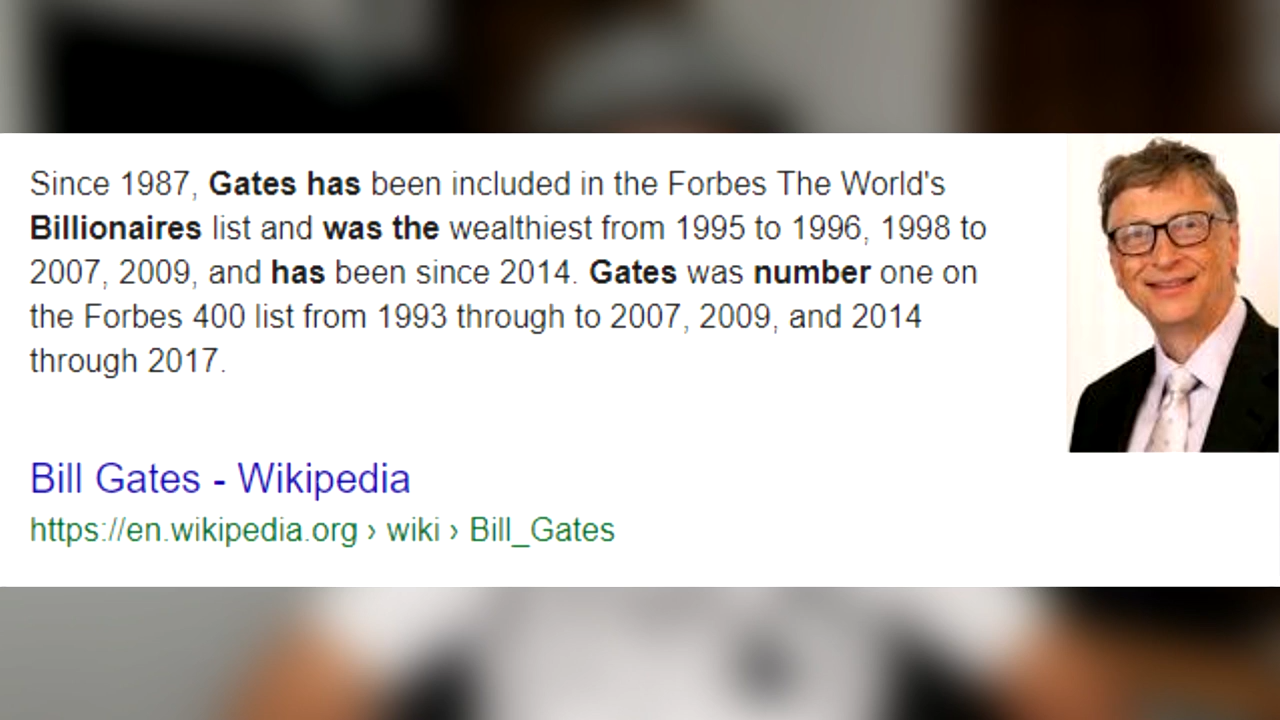 Since 1987, Gates has been included in the Forbes The World's
Billionaires list and was the wealthiest from 1995 to 1996, 1998 to
2007, 2009, and has been since 2014. Gates was number one on
the Forbes 400 list from 1993 through to 2007, 2009, and 2014
through 2017.
Bill Gates - Wikipedia
https://en.wikipedia.org › wiki › Bill_Gates